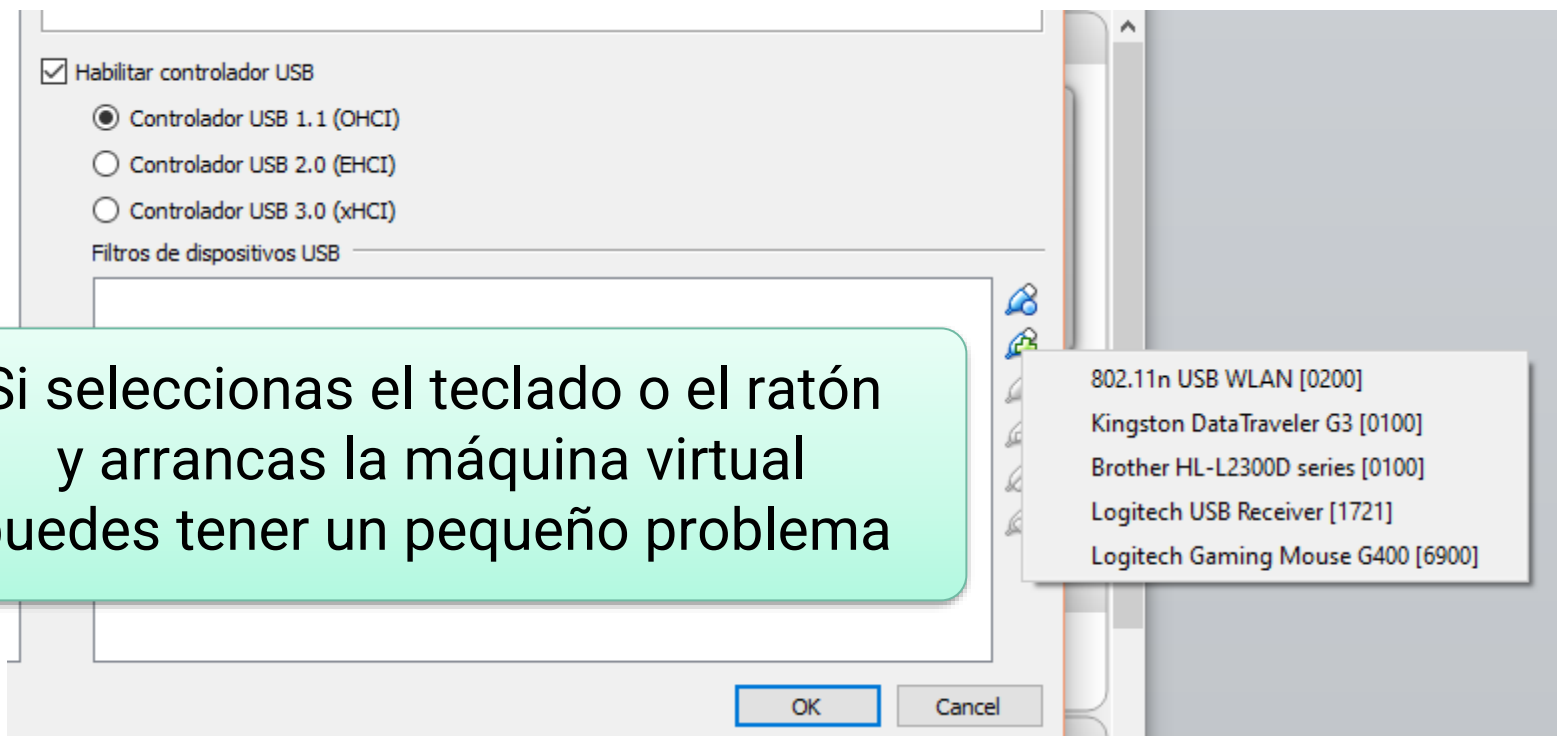 Habilitar controlador USB
Controlador USB 1.1 (OHCI)
Controlador USB 2.0 (EHCI)
Controlador USB 3.0 (xHCI)
Filtros de dispositivos USB
Si seleccionas el teclado o el ratón
y arrancas la máquina virtual
puedes tener un pequeño problema
802.11n USB WLAN [0200]
Kingston DataTraveler G3 [0100]
Brother HL-L2300D series [0100]
Logitech USB Receiver [1721]
Logitech Gaming Mouse G400 [6900]
OK
Cancel